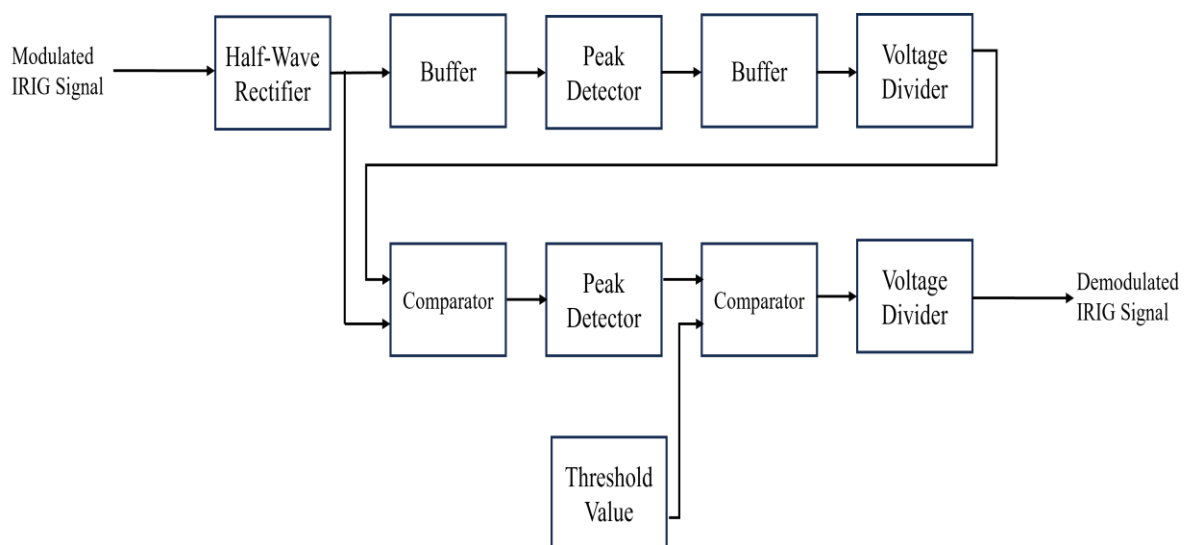 Modulated
IRIG Signal
Half-Wave
Rectifier
Buffer
Peak
Detector
Buffer
Voltage
Divider
Comparator
Peak
Detector
Comparator
Voltage
Divider
Demodulated
IRIG Signal
Threshold
Value